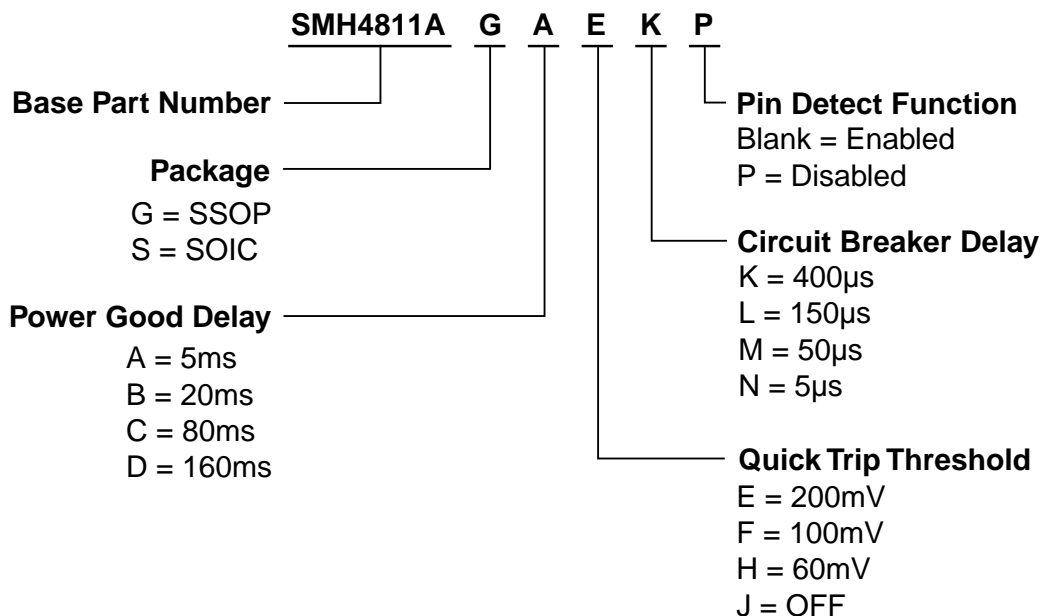 SMH4811A G A E K P
Base Part Number
Package
G = SSOP
S = SOIC
Power Good Delay
A = 5ms
B = 20ms
C = 80ms
D = 160ms
Pin Detect Function
Blank = Enabled
P = Disabled
Circuit Breaker Delay
K = 400µs
L = 150µs
M = 50µs
N = 5µs
Quick Trip Threshold
E = 200mV
F = 100mV
H = 60mV
J = OFF